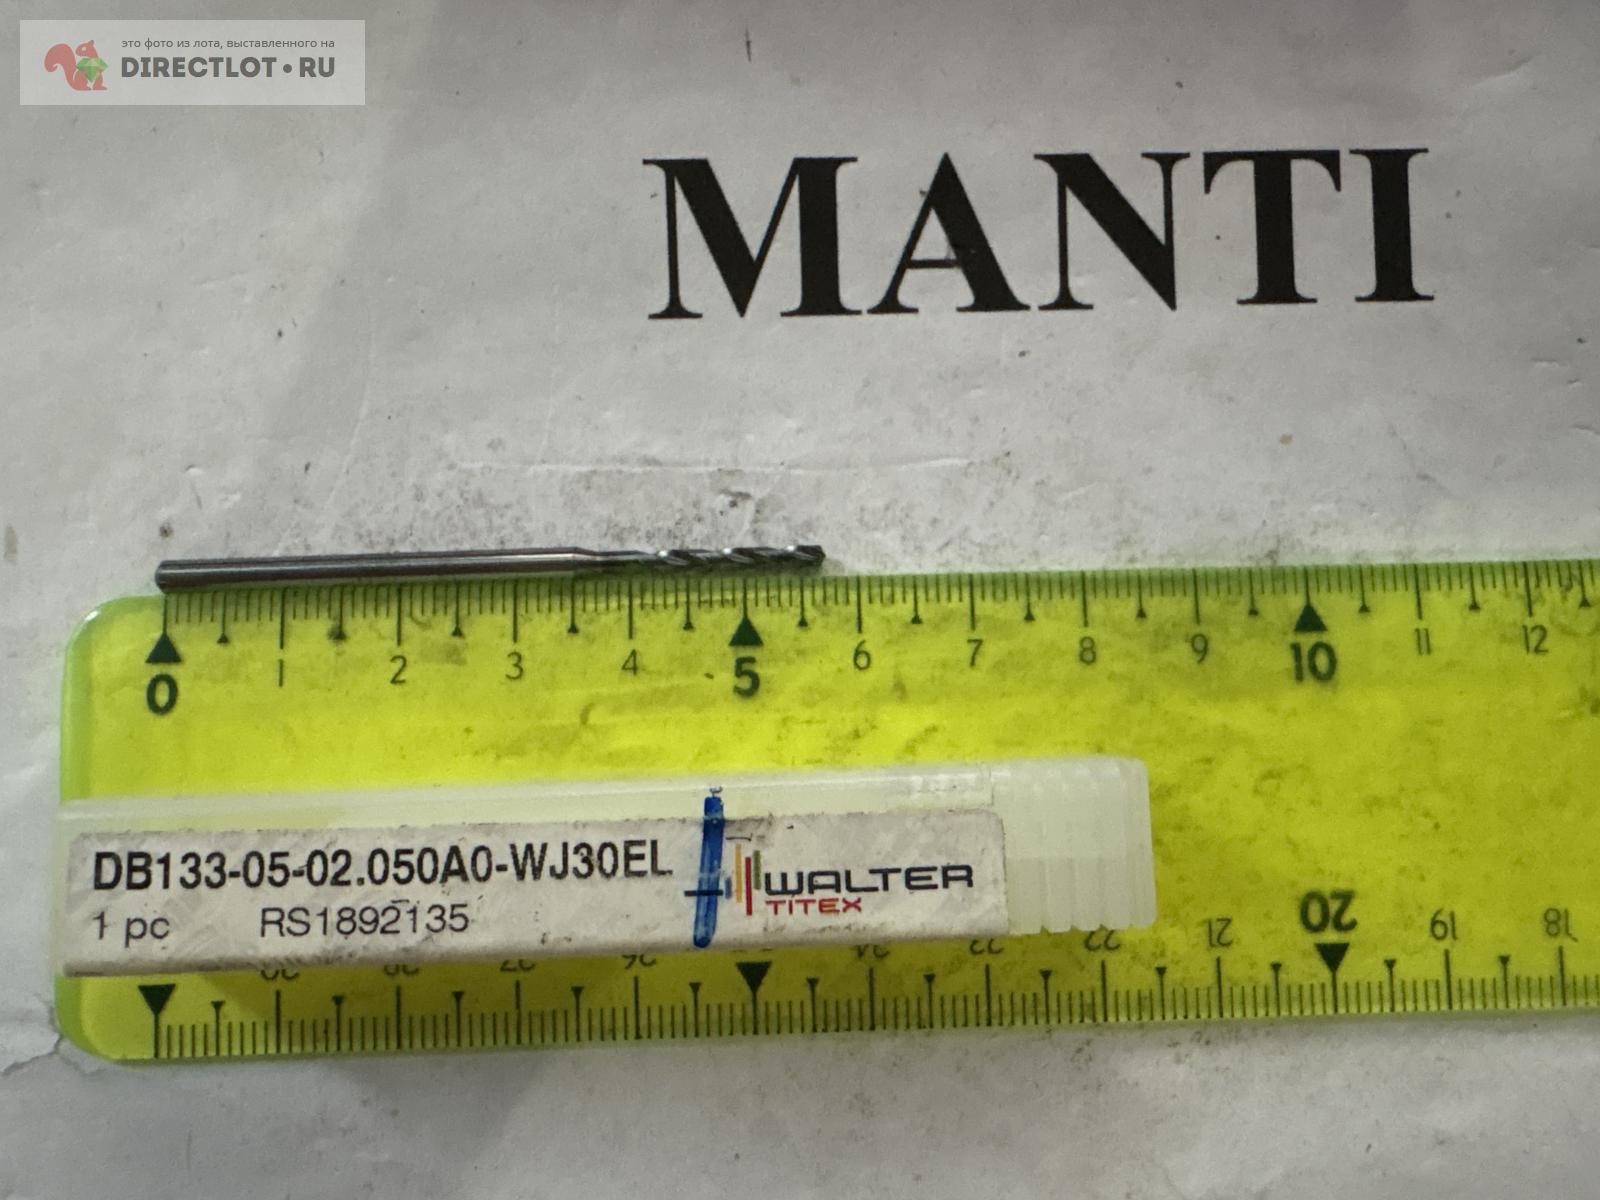 это фото из лота, выставленного на
DIRECTLOT•RU
MANTI
0 1 2 3 4 5 6 7 8 9 10 11 12
DB133-05-02.050A0-WJ30EL
WALTER
TITEX
1 pc RS1892135
22 21 20 19 18